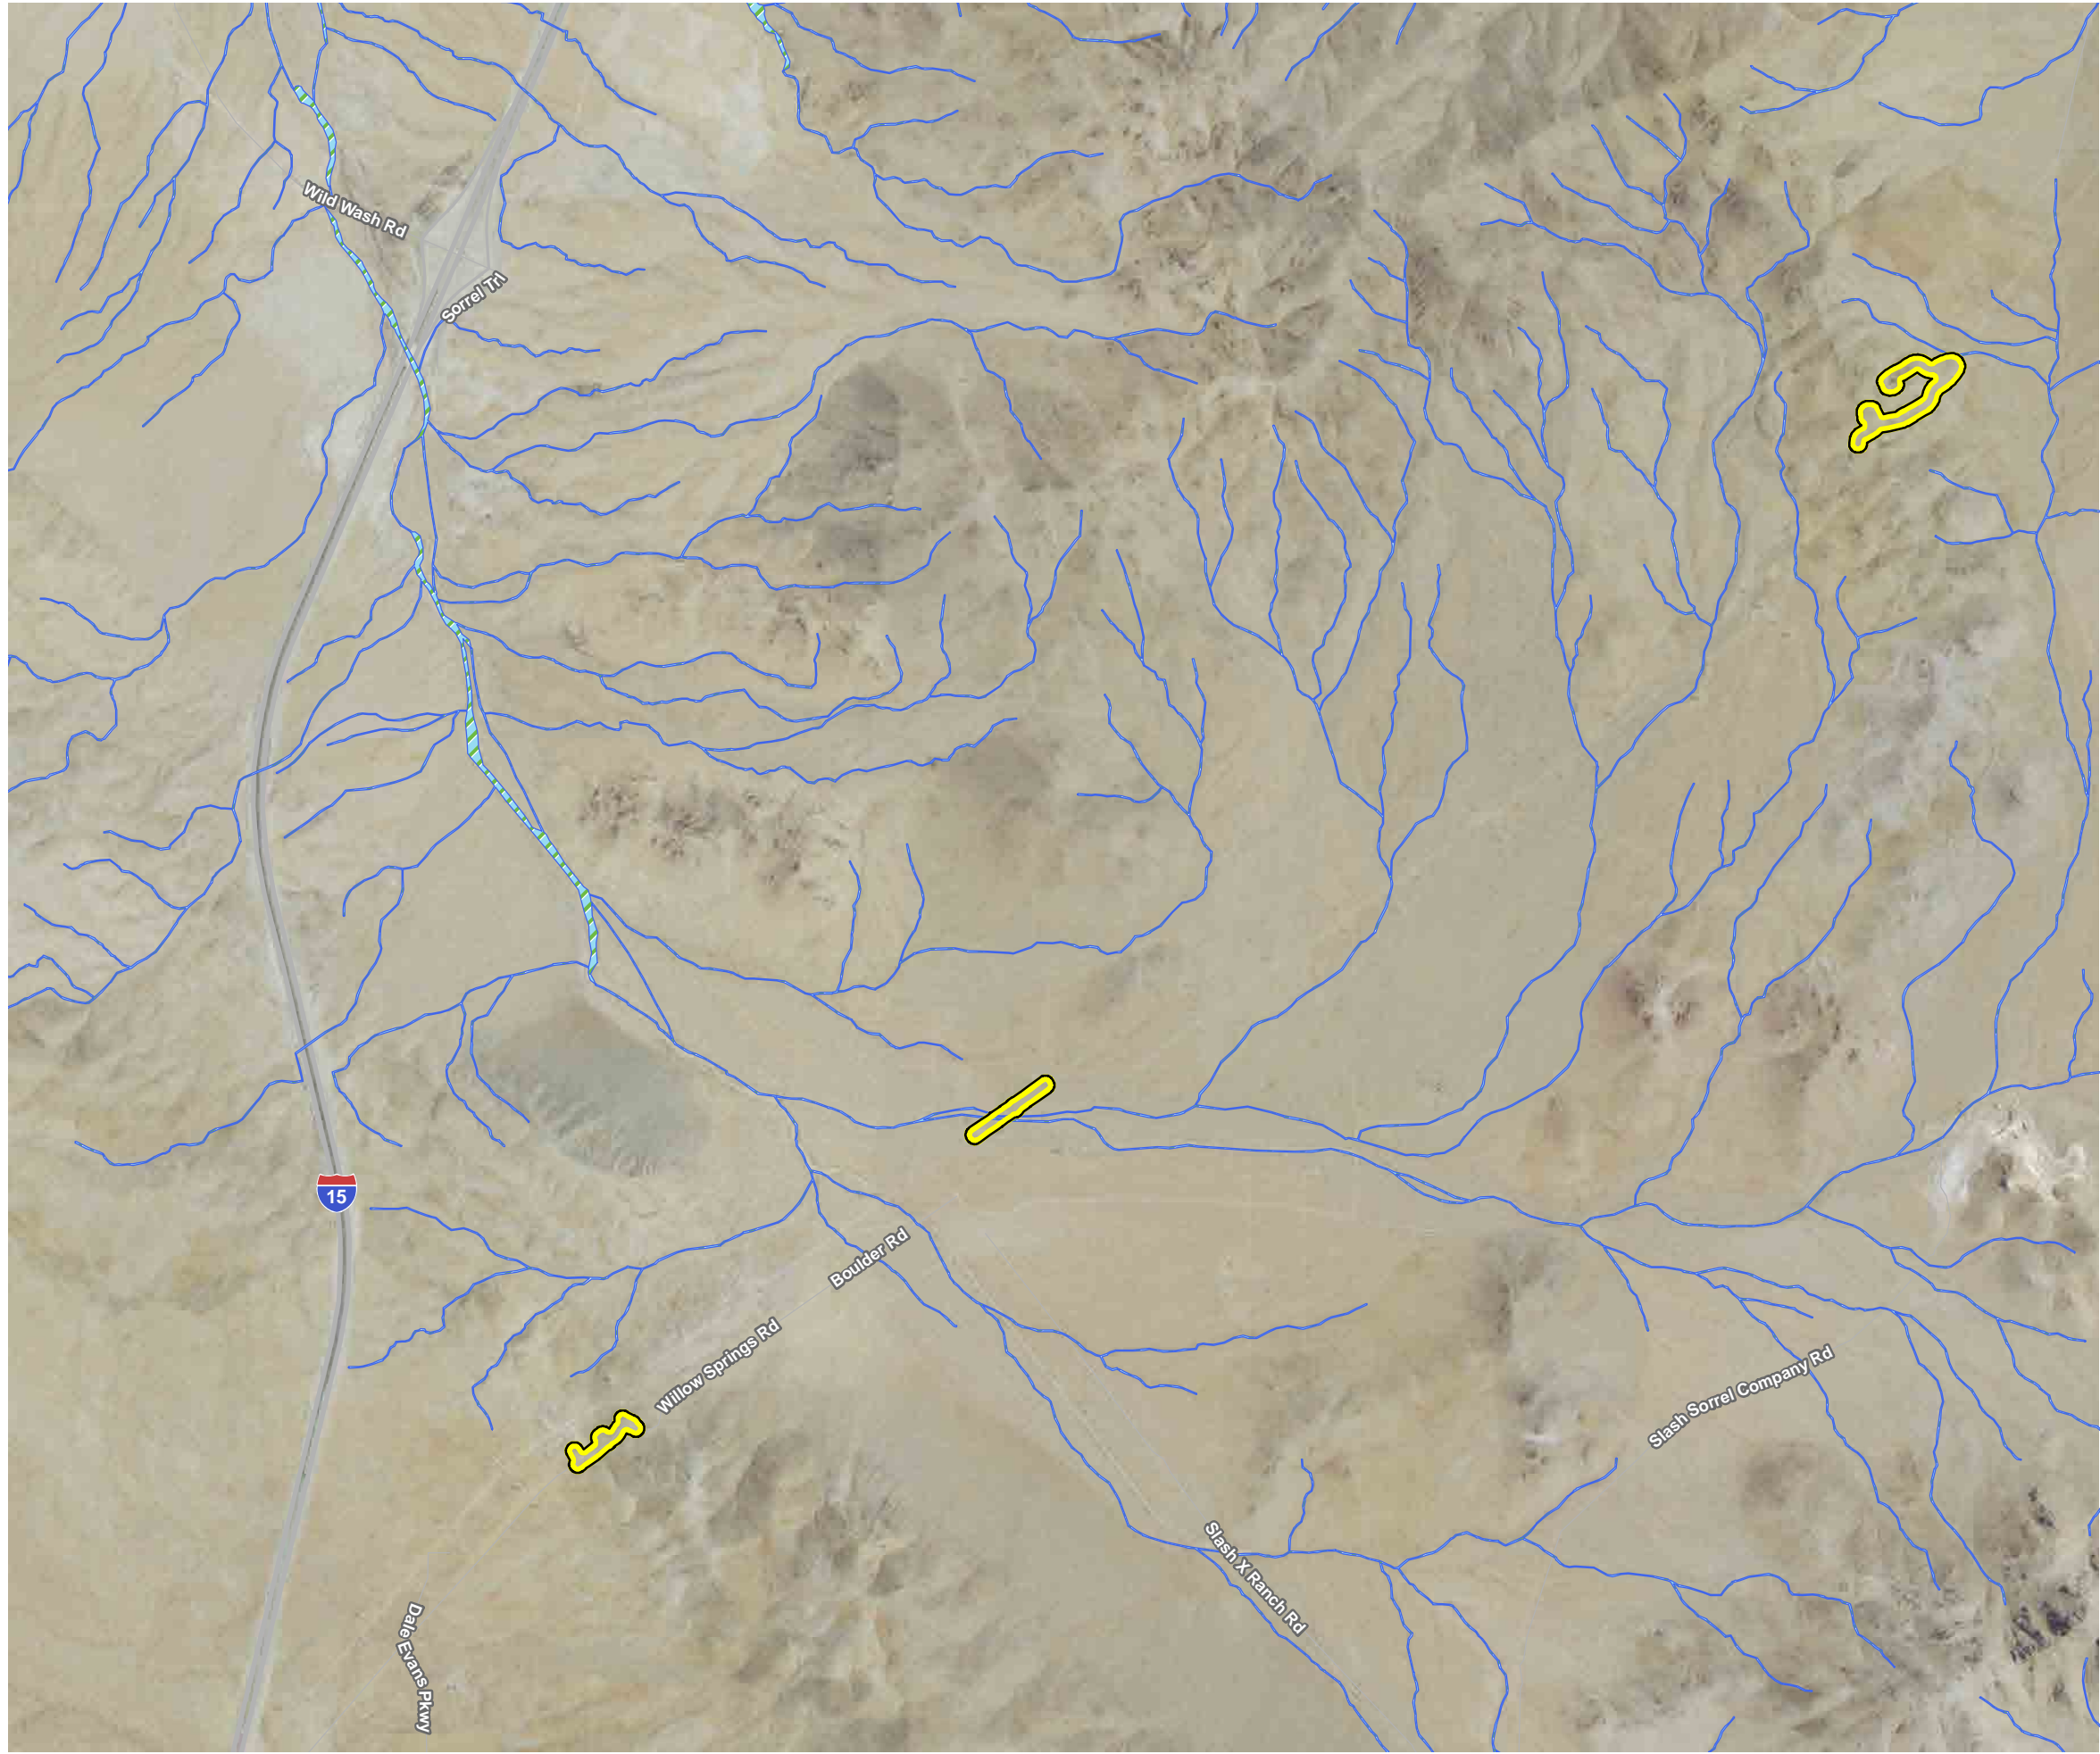 Wild Wash Rd
Sorrel Trl
15
Boulder Rd
Willow Springs Rd
Slash Sorrel Company Rd
Slash X Ranch Rd
Dale Evans Pkwy